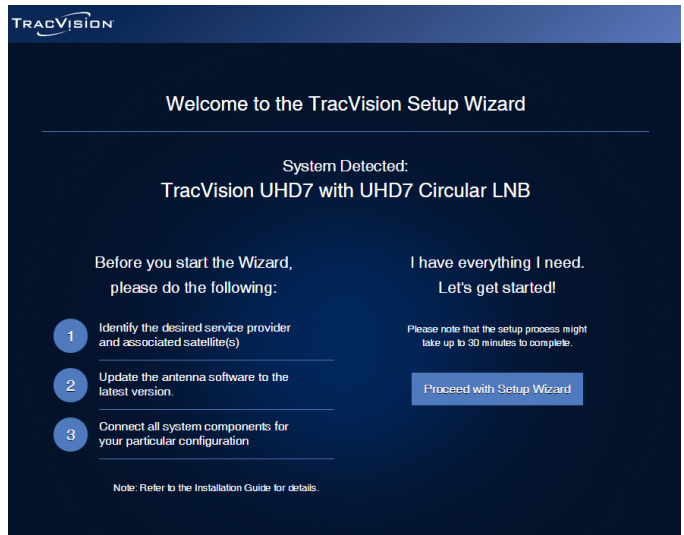 TRACVISION
Welcome to the TracVision Setup Wizard
System Detected:
TracVision UHD7 with UHD7 Circular LNB
Before you start the Wizard,
please do the following:
1
Identify the desired service provider
and associated satellite(s)
2
Update the antenna software to the
latest version.
3
Connect all system components for
your particular configuration
Note: Refer to the Installation Guide for details.
I have everything I need.
Let's get started!
Please note that the setup process might
take up to 30 minutes to complete.
Proceed with Setup Wizard